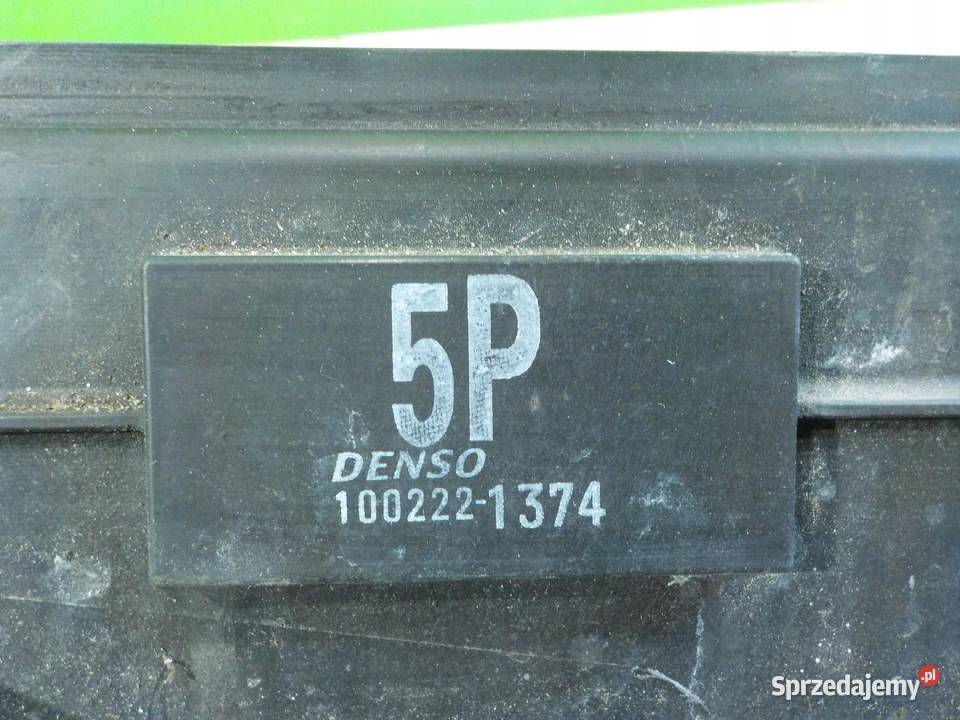 5P
DENSO
100222-1374
Sprzedajemy.pl